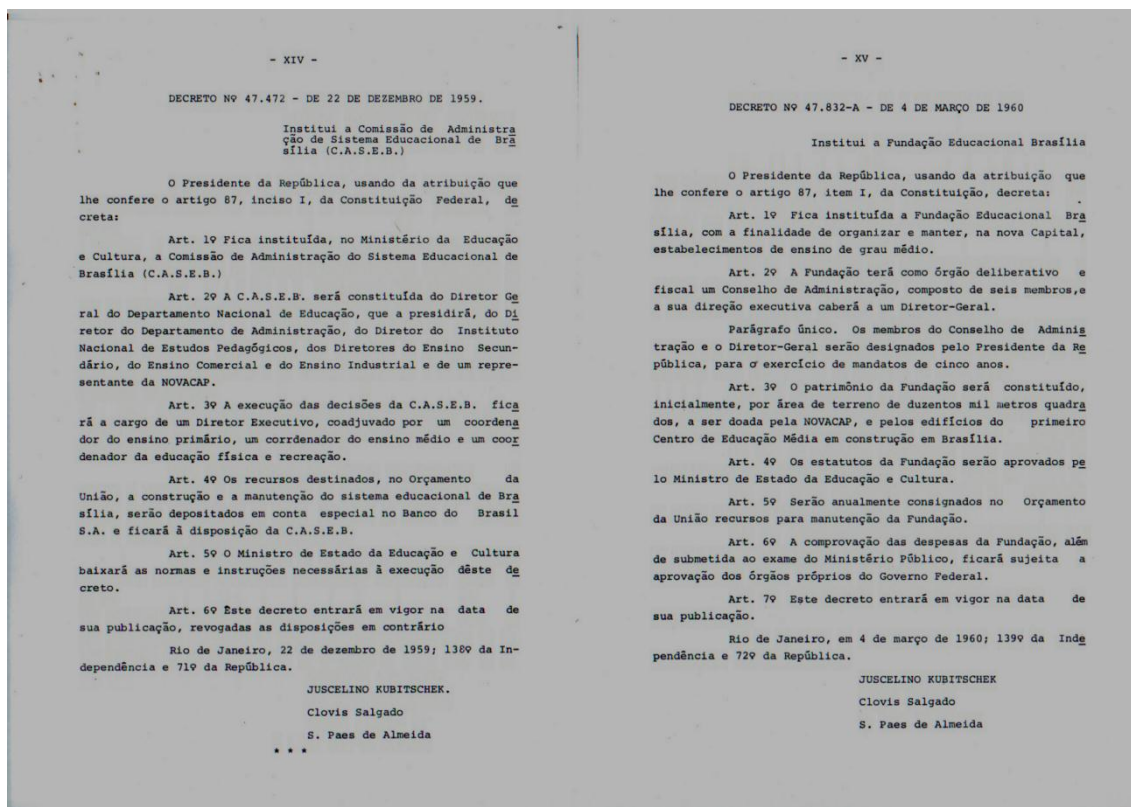 - XIV -
DECRETO Nº 47.472 - DE 22 DE DEZEMBRO DE 1959.
Institui a Comissão de Administra
ção de Sistema Educacional de Bra
sília (C.A.S.E.B.)
O Presidente da República, usando da atribuição que
lhe confere o artigo 87, inciso I, da Constituição Federal, de
creta:
Art. 1º Fica instituída, no Ministério da Educação
e Cultura, a Comissão de Administração do Sistema Educacional de
Brasília (C.A.S.E.B.)
Art. 2º A C.A.S.E.B. será constituída do Diretor Ge
ral do Departamento Nacional de Educação, que a presidirá, do Di
retor do Departamento de Administração, do Diretor do Instituto
Nacional de Estudos Pedagógicos, dos Diretores do Ensino Secun-
dário, do Ensino Comercial e do Ensino Industrial e de um repre-
sentante da NOVACAP.
Art. 3º A execução das decisões da C.A.S.E.B. fica
rá a cargo de um Diretor Executivo, coadjuvado por um coordena
dor do ensino primário, um corrdenador do ensino médio e um coor
denador da educação física e recreação.
Art. 4º Os recursos destinados, no Orçamento da
União, a construção e a manutenção do sistema educacional de Bra
sília, serão depositados em conta especial no Banco do Brasil
S.A. e ficará à disposição da C.A.S.E.B.
Art. 5º O Ministro de Estado da Educação e Cultura
baixará as normas e instruções necessárias à execução dêste de
creto.
Art. 6º Êste decreto entrará em vigor na data de
sua publicação, revogadas as disposições em contrário
Rio de Janeiro, 22 de dezembro de 1959; 138º da In-
dependência e 71º da República.
JUSCELINO KUBITSCHEK.
Clovis Salgado
S. Paes de Almeida
* * *
- XV -
DECRETO Nº 47.832-A - DE 4 DE MARÇO DE 1960
Institui a Fundação Educacional Brasília
O Presidente da República, usando da atribuição que
lhe confere o artigo 87, item I, da Constituição, decreta:
Art. 1º Fica instituída a Fundação Educacional Bra
sília, com a finalidade de organizar e manter, na nova Capital,
estabelecimentos de ensino de grau médio.
Art. 2º A Fundação terá como órgão deliberativo e
fiscal um Conselho de Administração, composto de seis membros,e
a sua direção executiva caberá a um Diretor-Geral.
Parágrafo único. Os membros do Conselho de Adminis
tração e o Diretor-Geral serão designados pelo Presidente da Re
pública, para o exercício de mandatos de cinco anos.
Art. 3º O patrimônio da Fundação será constituído,
inicialmente, por área de terreno de duzentos mil metros quadra
dos, a ser doada pela NOVACAP, e pelos edifícios do primeiro
Centro de Educação Média em construção em Brasília.
Art. 4º Os estatutos da Fundação serão aprovados pe
lo Ministro de Estado da Educação e Cultura.
Art. 5º Serão anualmente consignados no Orçamento
da União recursos para manutenção da Fundação.
Art. 6º A comprovação das despesas da Fundação, além
de submetida ao exame do Ministério Público, ficará sujeita a
aprovação dos órgãos próprios do Governo Federal.
Art. 7º Este decreto entrará em vigor na data de
sua publicação.
Rio de Janeiro, em 4 de março de 1960; 139º da Inde
pendência e 72º da República.
JUSCELINO KUBITSCHEK
Clovis Salgado
S. Paes de Almeida